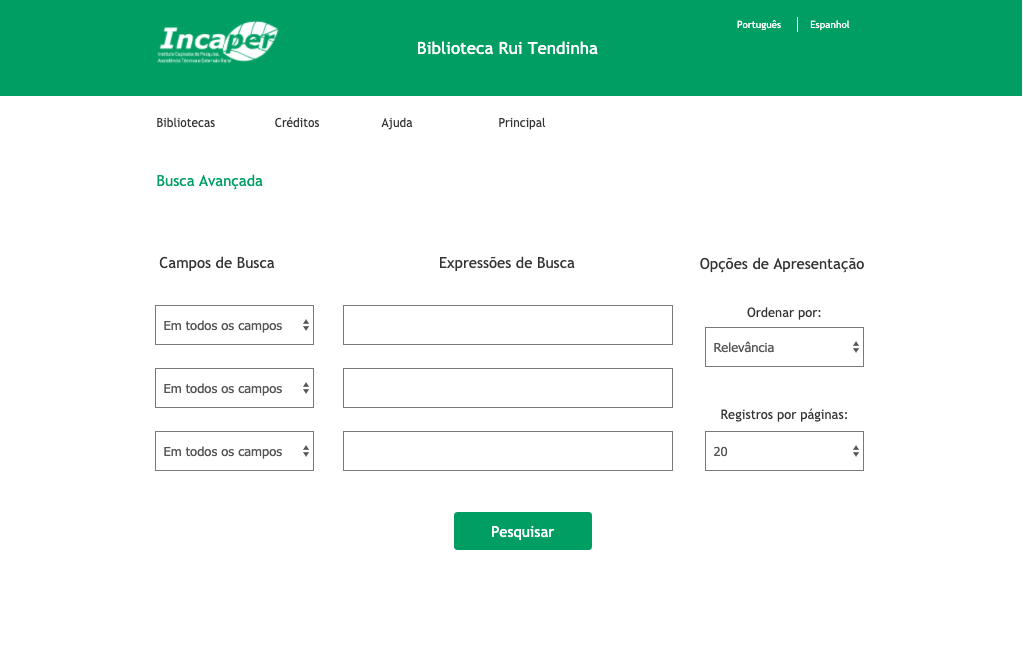 Incaper
Instituto Capixaba de Pesquisa,
Assistência Técnica e Extensão Rural
Biblioteca Rui Tendinha
Português
Espanhol
Bibliotecas
Créditos
Ajuda
Principal
Busca Avançada
Campos de Busca
Expressões de Busca
Opções de Apresentação
Em todos os campos
Em todos os campos
Em todos os campos
Ordenar por:
Relevância
Registros por páginas:
20
Pesquisar